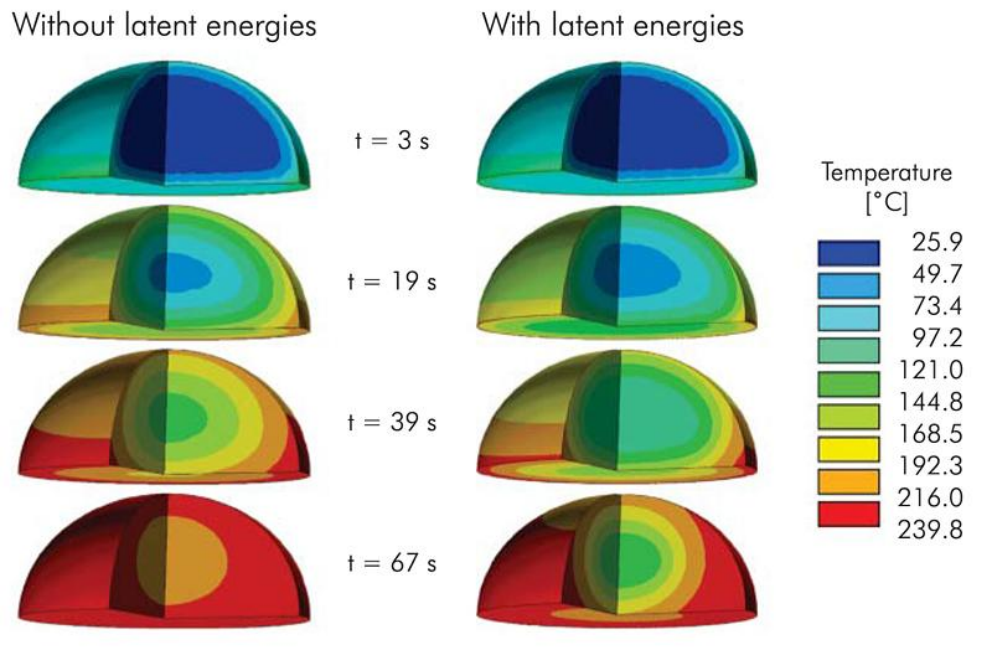 Without latent energies
With latent energies
t = 3 s
t = 19 s
t = 39 s
t = 67 s
Temperature
[°C]
25.9
49.7
73.4
97.2
121.0
144.8
168.5
192.3
216.0
239.8